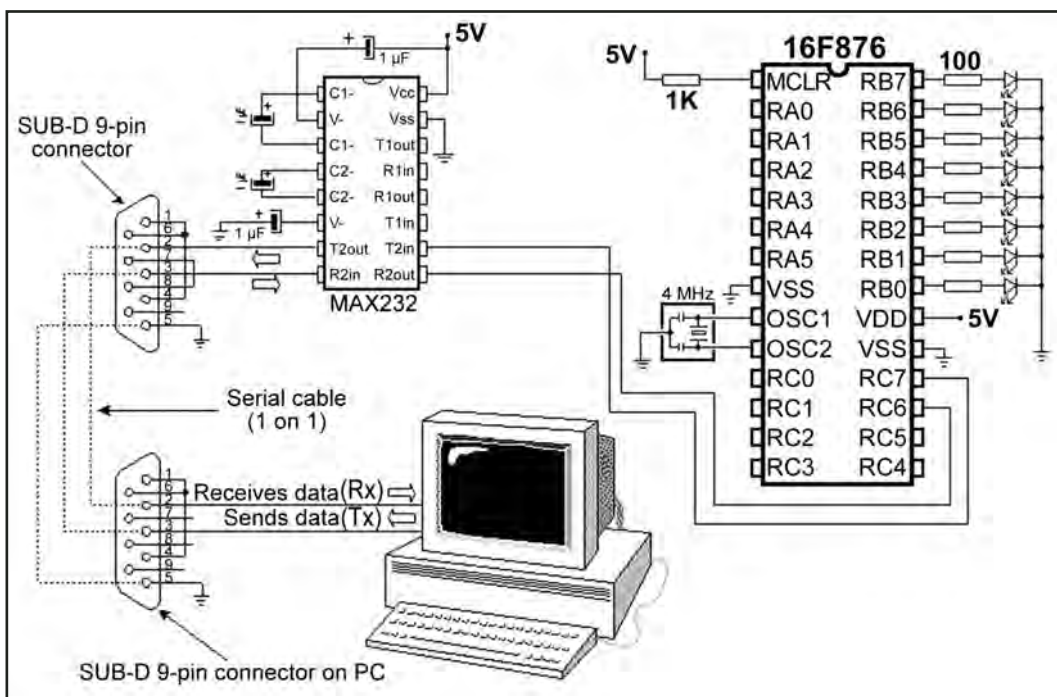 5V
+
1 µF
C1-
V-
C1-
C2-
C2-
V-
T2out
R2in
Vcc
Vss
T1out
R1in
R1out
T1in
T2in
R2out
+
+
+
1 µF
MAX232
SUB-D 9-pin
connector
1
6
2
7
3
8
4
9
5
Serial cable
(1 on 1)
1
6
2
7
3
8
4
9
5
Receives data(Rx)
Sends data(Tx)
SUB-D 9-pin connector on PC
5V
1K
16F876
MCLR
RA0
RA1
RA2
RA3
RA4
RA5
VSS
OSC1
OSC2
RC0
RC1
RC2
RC3
RB7
RB6
RB5
RB4
RB3
RB2
RB1
RB0
VDD
VSS
RC7
RC6
RC5
RC4
100
4 MHz
5V